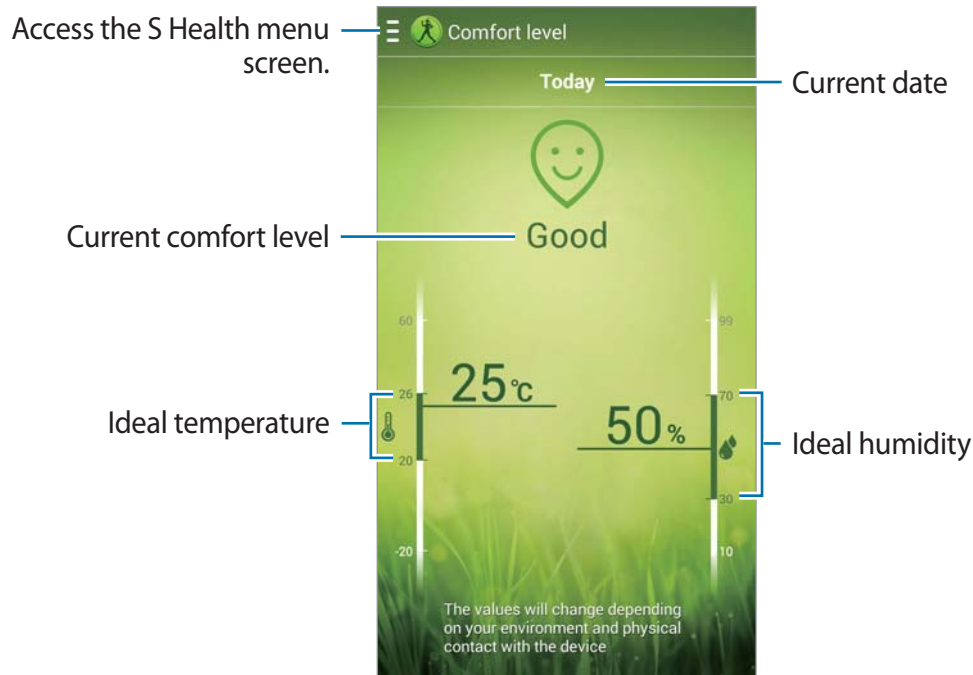 Access the S Health menu
screen.
Comfort level
Today
Current date
Current comfort level
Good
60
99
25℃
26
70
Ideal temperature
50%
Ideal humidity
20
30
-20
10
The values will change depending
on your environment and physical
contact with the device